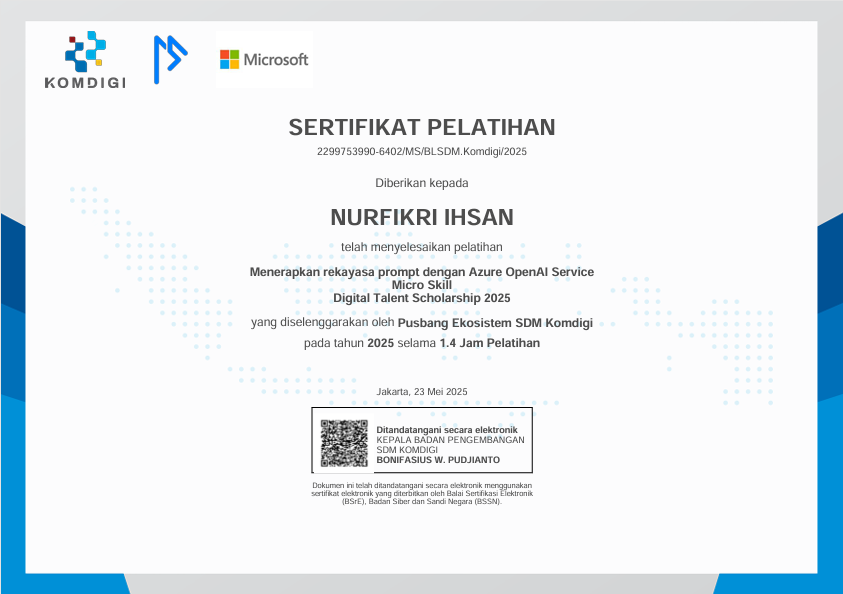 KOMDIGI
Microsoft
SERTIFIKAT PELATIHAN
2299753990-6402/MS/BLSDM.Komdigi/2025
Diberikan kepada
NURFIKRI IHSAN
telah menyelesaikan pelatihan
Menerapkan rekayasa prompt dengan Azure OpenAI Service
Micro Skill
Digital Talent Scholarship 2025
yang diselenggarakan oleh Pusbang Ekosistem SDM Komdigi
pada tahun 2025 selama 1.4 Jam Pelatihan
Jakarta, 23 Mei 2025
Ditandatangani secara elektronik
KEPALA BADAN PENGEMBANGAN
SDM KOMDIGI
BONIFASIUS W. PUDJIANTO
Dokumen ini telah ditandatangani secara elektronik menggunakan
sertifikat elektronik yang diterbitkan oleh Balai Sertifikasi Elektronik
(BSrE), Badan Siber dan Sandi Negara (BSSN).